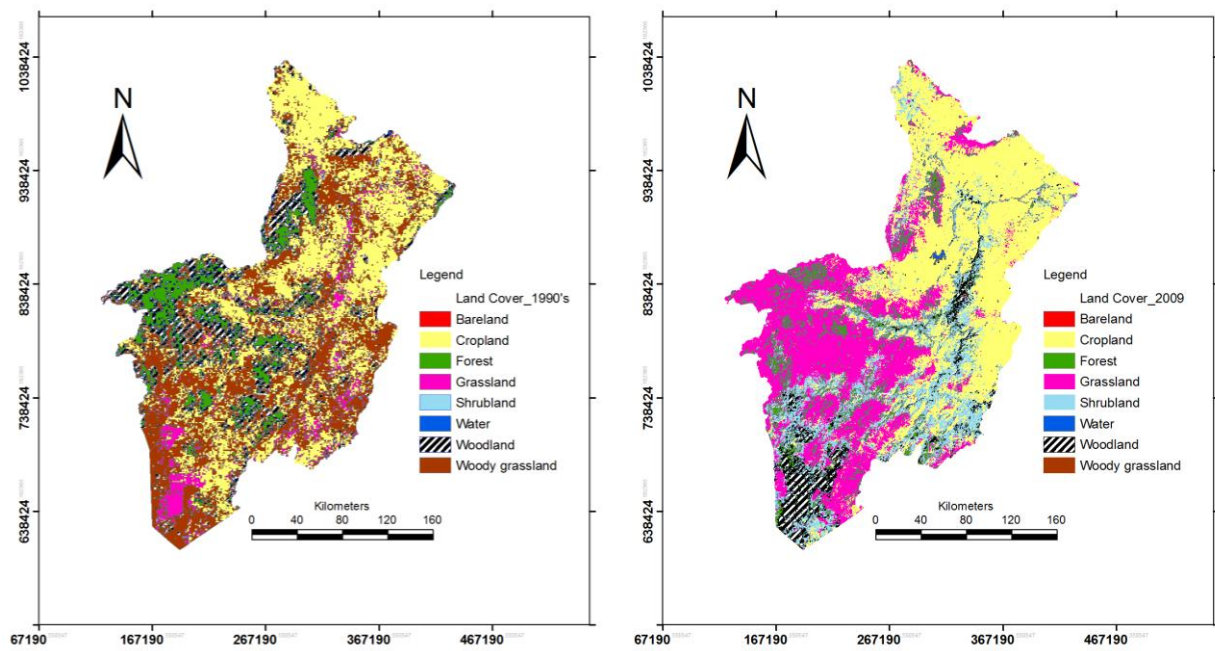 1038424
938424
838424
738424
638424
N
Legend
Land Cover_1990's
Bareland
Cropland
Forest
Grassland
Shrubland
Water
Woodland
Woody grassland
Kilometers
0 40 80 120 160
67190 167190 267190 367190 467190
1038424
938424
838424
738424
638424
N
Legend
Land Cover_2009
Bareland
Cropland
Forest
Grassland
Shrubland
Water
Woodland
Woody grassland
Kilometers
0 40 80 120 160
67190 167190 267190 367190 467190